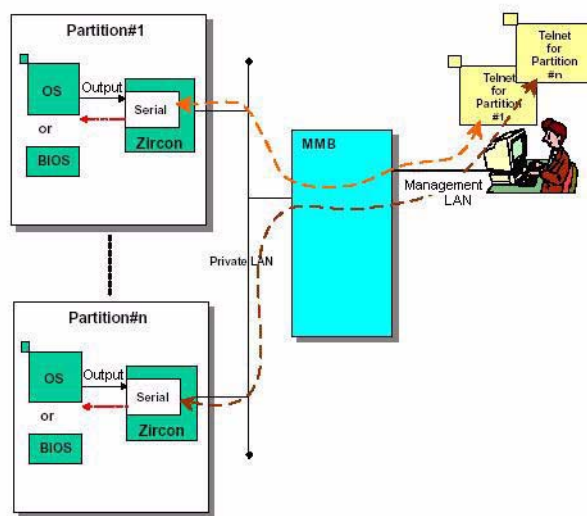 Partition#1
OS
Output
Serial
Zircon
or
BIOS
Telnet
for
Partition
#n
Telnet
for
Partition
#1
MMB
Management
LAN
Private LAN
Partition#n
OS
Output
Serial
Zircon
or
BIOS